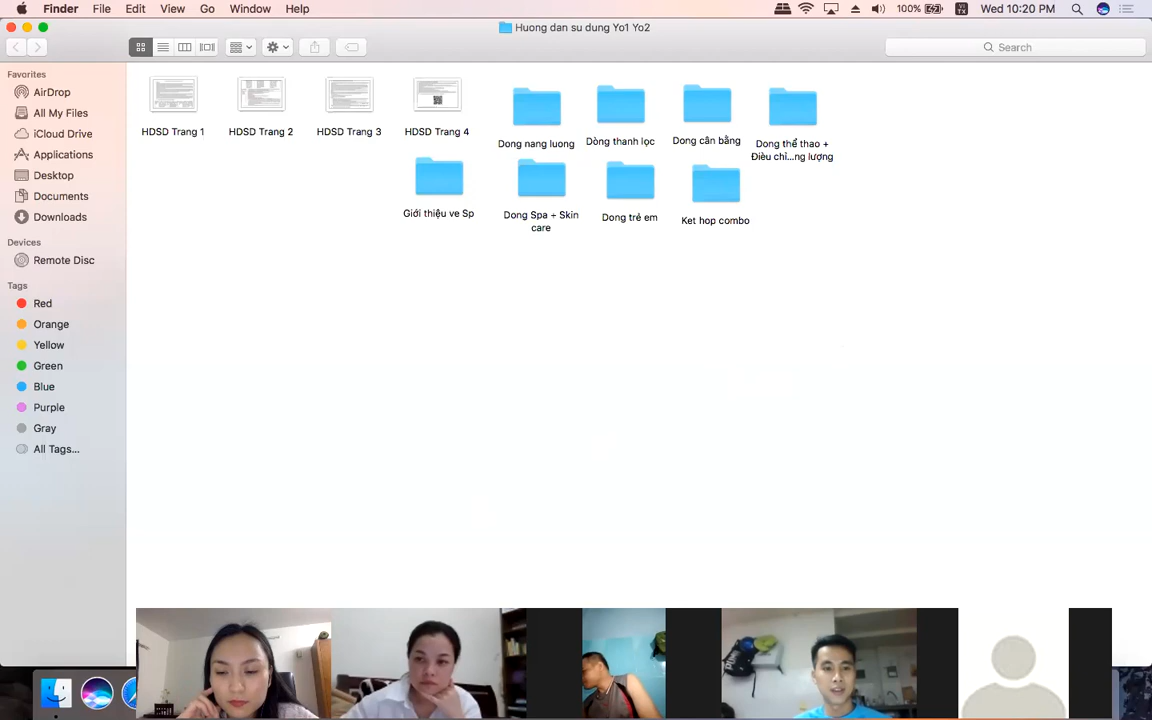 Finder File Edit View Go Window Help 100% VI TX Wed 10:20 PM
Huong dan su dung Yo1 Yo2
Search
Favorites
AirDrop
All My Files
iCloud Drive
Applications
Desktop
Documents
Downloads
Devices
Remote Disc
Tags
Red
Orange
Yellow
Green
Blue
Purple
Gray
All Tags...
HDSD Trang 1
HDSD Trang 2
HDSD Trang 3
HDSD Trang 4
Dong nang luong
Dòng thanh lọc
Dong cân bằng
Dong thể thao +
Điều chỉ...ng lượng
Giới thiệu ve Sp
Dong Spa + Skin
care
Dong trẻ em
Ket hop combo